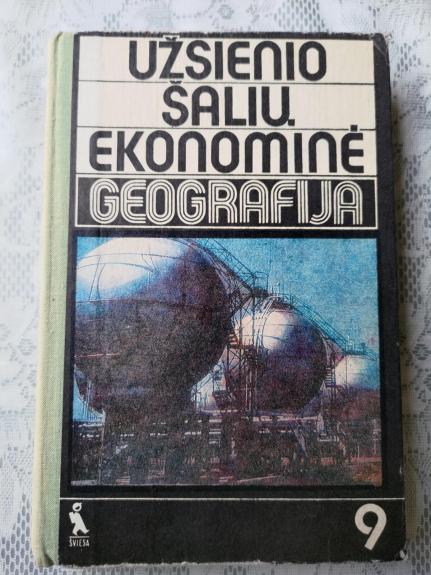 UŽSIENIO
ŠALIŲ
EKONOMINĖ
GEOGRAFIJA
ŠVIESA
9